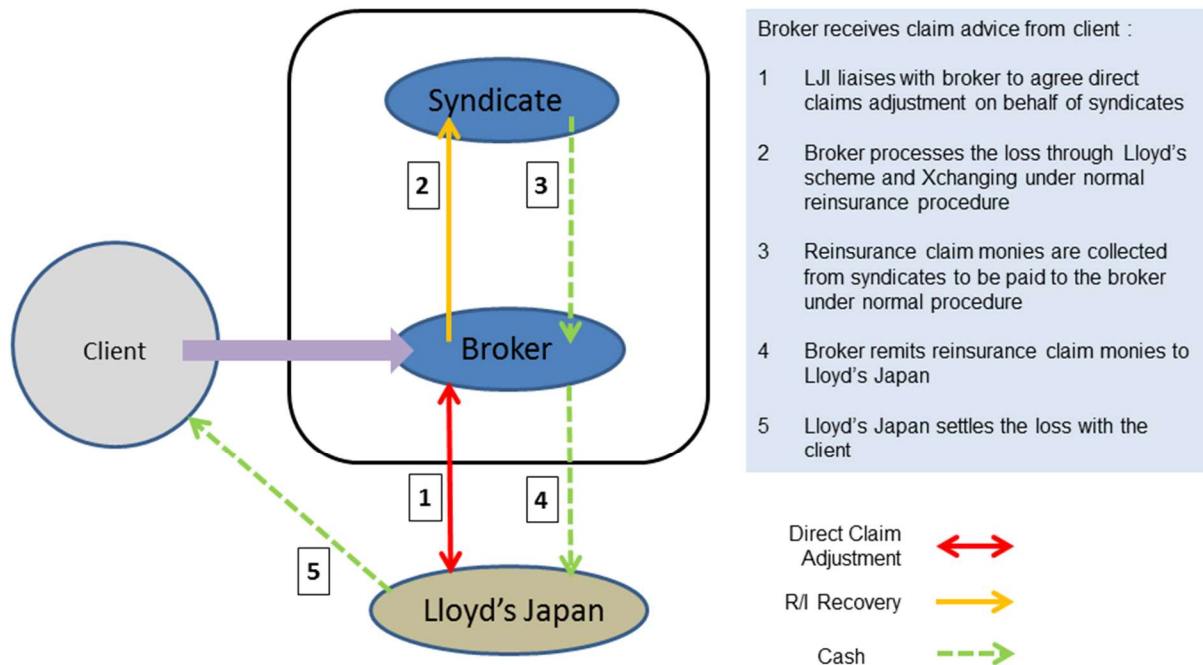 Syndicate
2
3
Client
Broker
1
4
5
Lloyd’s Japan
Broker receives claim advice from client :
1 LJI liaises with broker to agree direct
claims adjustment on behalf of syndicates
2 Broker processes the loss through Lloyd’s
scheme and Xchanging under normal
reinsurance procedure
3 Reinsurance claim monies are collected
from syndicates to be paid to the broker
under normal procedure
4 Broker remits reinsurance claim monies to
Lloyd’s Japan
5 Lloyd’s Japan settles the loss with the
client
Direct Claim
Adjustment
R/I Recovery
Cash